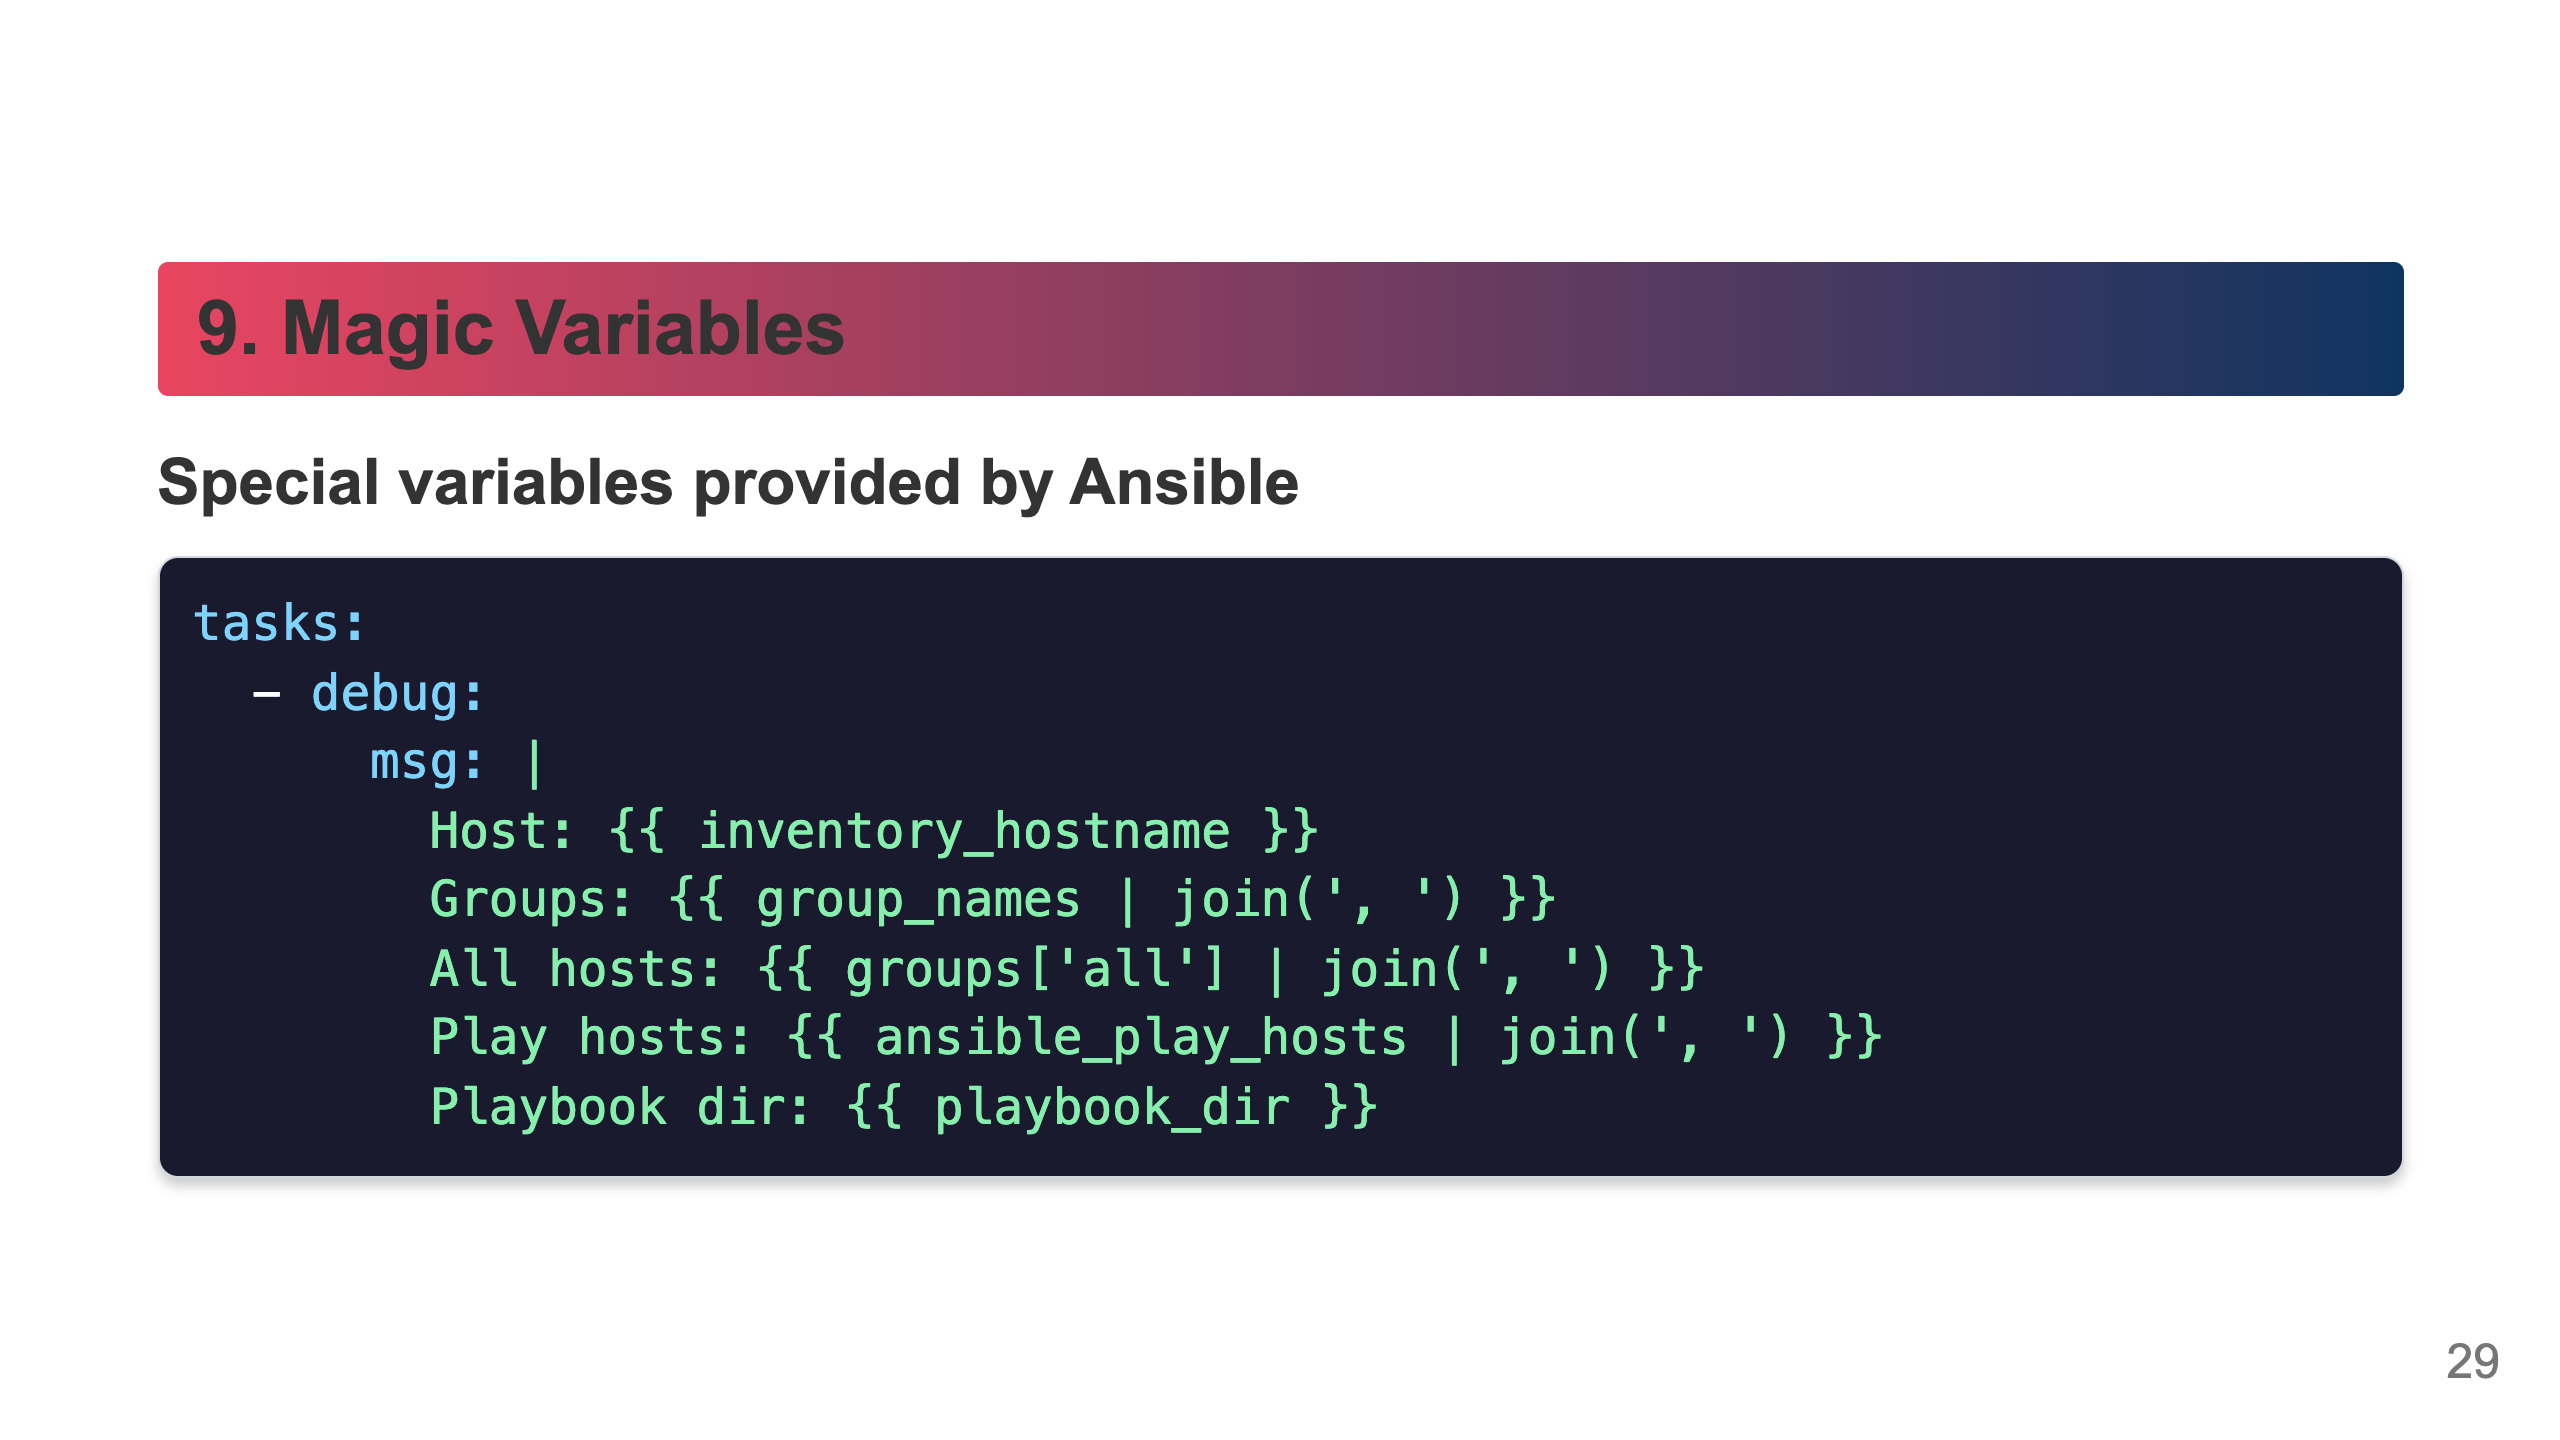 9. Magic Variables
Special variables provided by Ansible
tasks:
  - debug:
      msg: |
        Host: {{ inventory_hostname }}
        Groups: {{ group_names | join(', ') }}
        All hosts: {{ groups['all'] | join(', ') }}
        Play hosts: {{ ansible_play_hosts | join(', ') }}
        Playbook dir: {{ playbook_dir }}
29